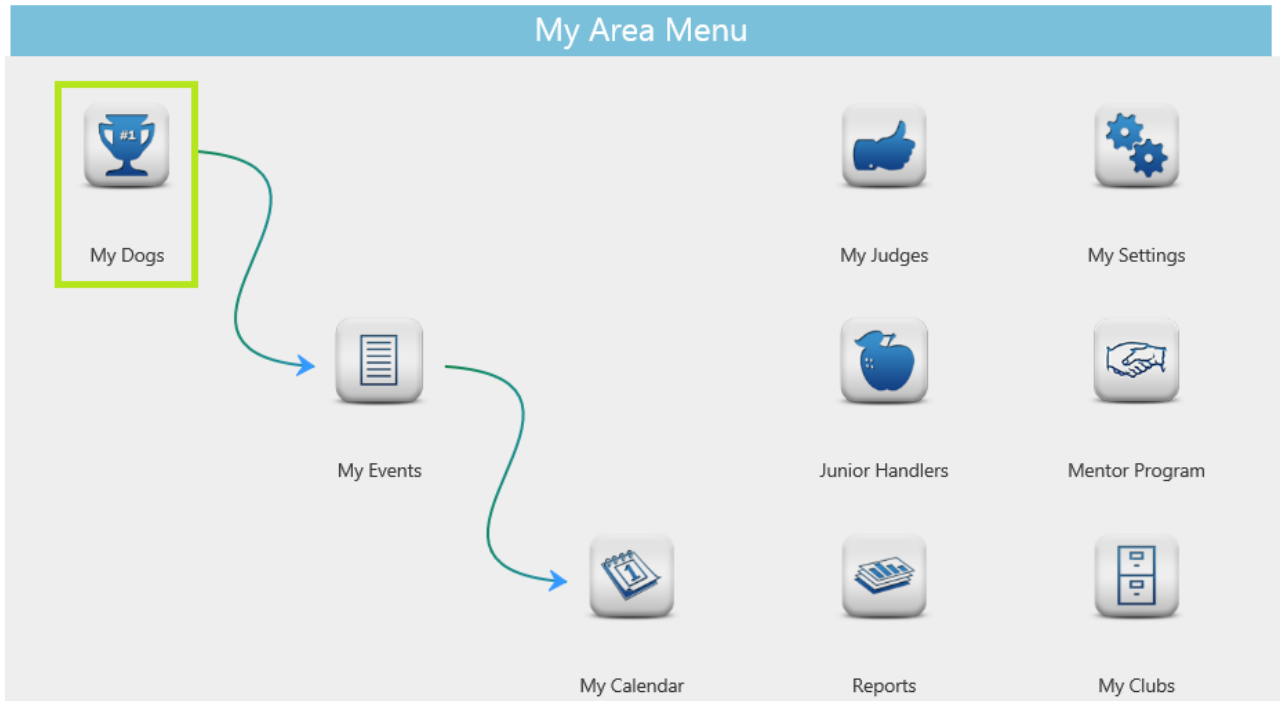 My Area Menu
#1
My Dogs
My Judges
My Settings
My Events
Junior Handlers
Mentor Program
1
My Calendar
Reports
My Clubs